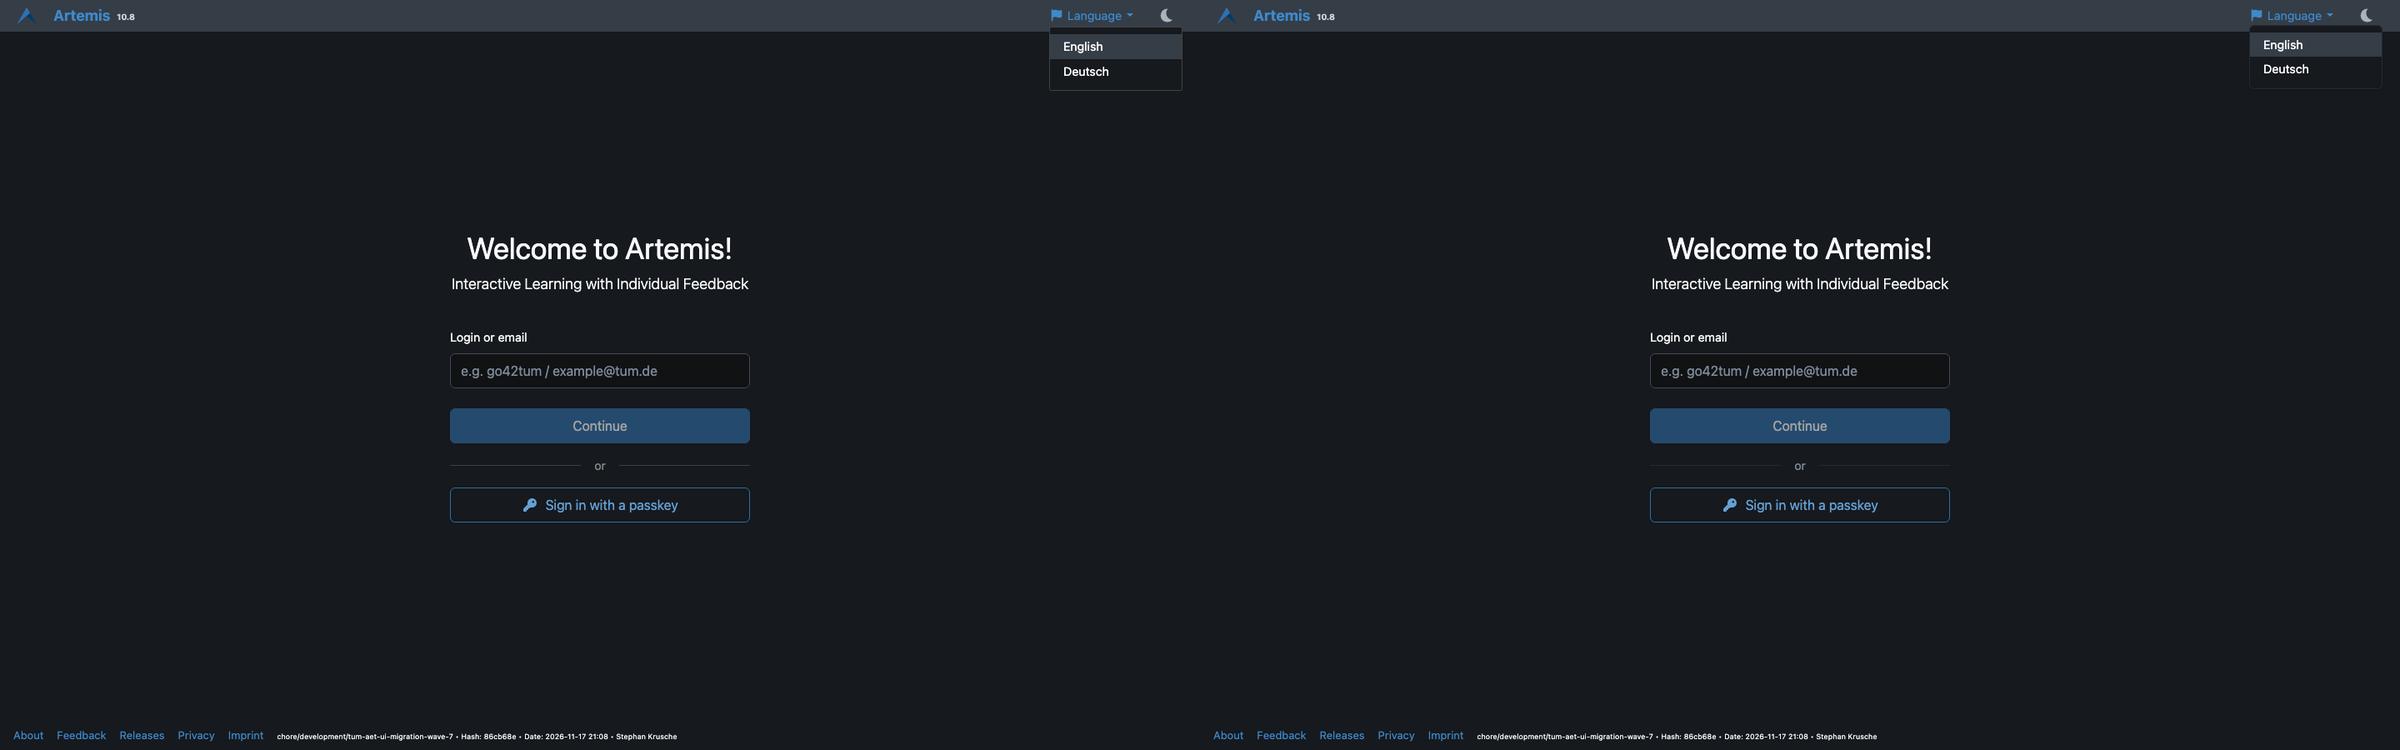 Artemis 10.8
Language
English
Deutsch
Welcome to Artemis!
Interactive Learning with Individual Feedback
Login or email
e.g. go42tum / example@tum.de
Continue
or
Sign in with a passkey
About Feedback Releases Privacy Imprint chore/development/tum-aet-ui-migration-wave-7 • Hash: 86cb68e • Date: 2026-11-17 21:08 • Stephan Krusche
Artemis 10.8
Language
English
Deutsch
Welcome to Artemis!
Interactive Learning with Individual Feedback
Login or email
e.g. go42tum / example@tum.de
Continue
or
Sign in with a passkey
About Feedback Releases Privacy Imprint chore/development/tum-aet-ui-migration-wave-7 • Hash: 86cb68e • Date: 2026-11-17 21:08 • Stephan Krusche